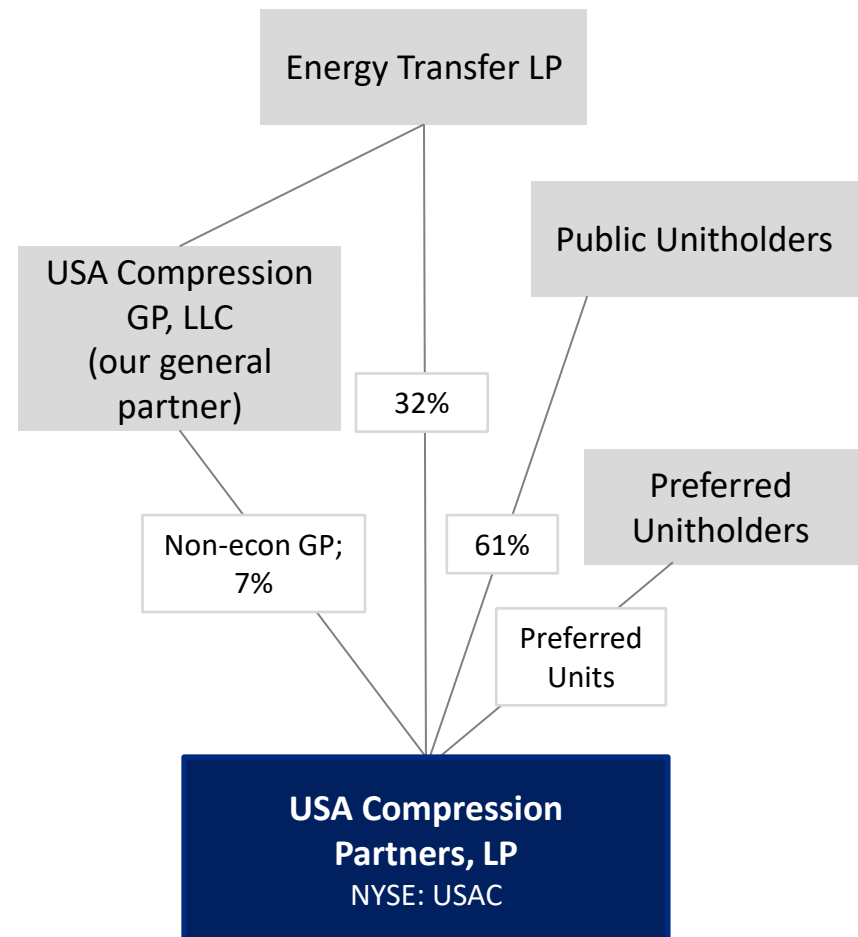 Energy Transfer LP
Public Unitholders
USA Compression
GP, LLC
(our general
partner)
32%
Preferred
Unitholders
Non-econ GP;
7%
61%
Preferred
Units
USA Compression
Partners, LP
NYSE: USAC